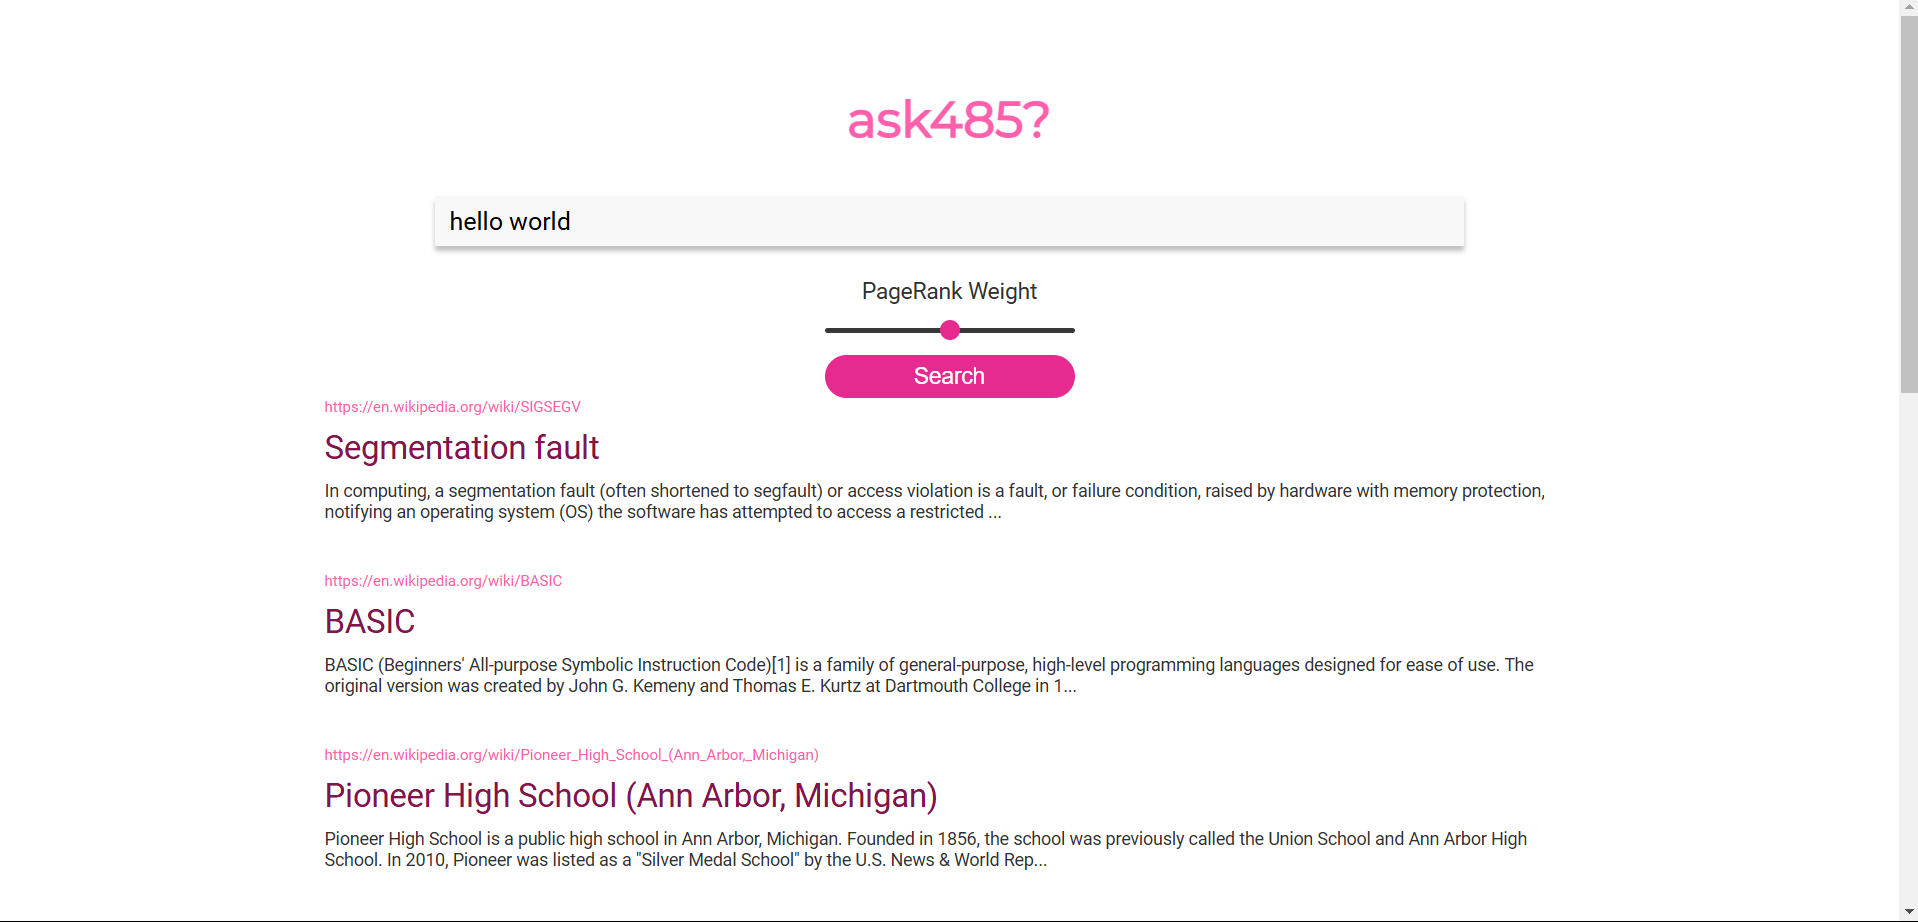 ask485?
hello world
PageRank Weight
Search
https://en.wikipedia.org/wiki/SIGSEGV
Segmentation fault
In computing, a segmentation fault (often shortened to segfault) or access violation is a fault, or failure condition, raised by hardware with memory protection,
notifying an operating system (OS) the software has attempted to access a restricted ...
https://en.wikipedia.org/wiki/BASIC
BASIC
BASIC (Beginners' All-purpose Symbolic Instruction Code)[1] is a family of general-purpose, high-level programming languages designed for ease of use. The
original version was created by John G. Kemeny and Thomas E. Kurtz at Dartmouth College in 1...
https://en.wikipedia.org/wiki/Pioneer_High_School_(Ann_Arbor,_Michigan)
Pioneer High School (Ann Arbor, Michigan)
Pioneer High School is a public high school in Ann Arbor, Michigan. Founded in 1856, the school was previously called the Union School and Ann Arbor High
School. In 2010, Pioneer was listed as a "Silver Medal School" by the U.S. News & World Rep...